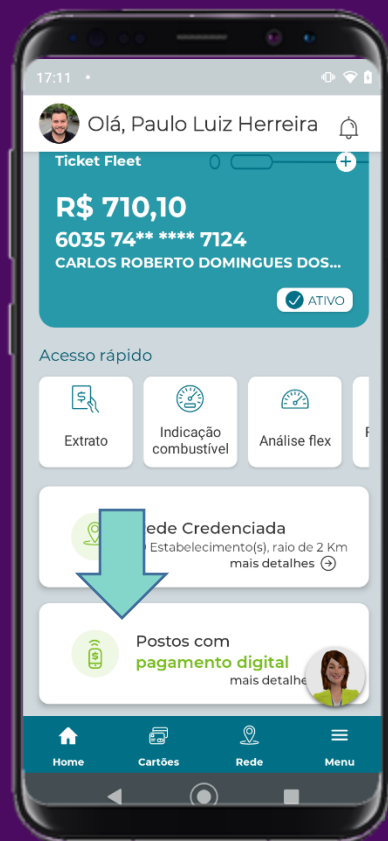 17:11
Olá, Paulo Luiz Herreira
Ticket Fleet
R$ 710,10
6035 74** **** 7124
CARLOS ROBERTO DOMINGUES DOS...
ATIVO
Acesso rápido
Extrato
Indicação
combustível
Análise flex
Credenciada
Estabelecimento(s), raio de 2 Km
mais detalhes
Postos com
pagamento digital
mais
Home
Cartões
Rede
Menu